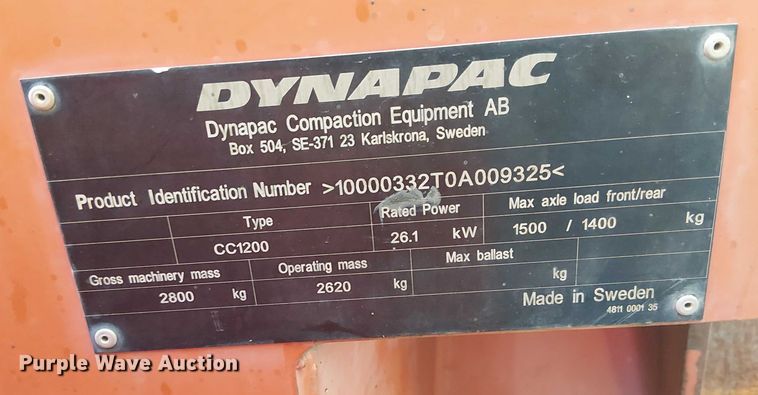 DYNAPAC
Dynapac Compaction Equipment AB
Box 504, SE-371 23 Karlskrona, Sweden
Product Identification Number >10000332T0A009325<
Type Rated Power Max axle load front/rear
CC1200 26.1 kW 1500 / 1400 kg
Gross machinery mass Operating mass Max ballast
2800 kg 2620 kg kg
Made in Sweden
4811 0001 35
Purple Wave Auction